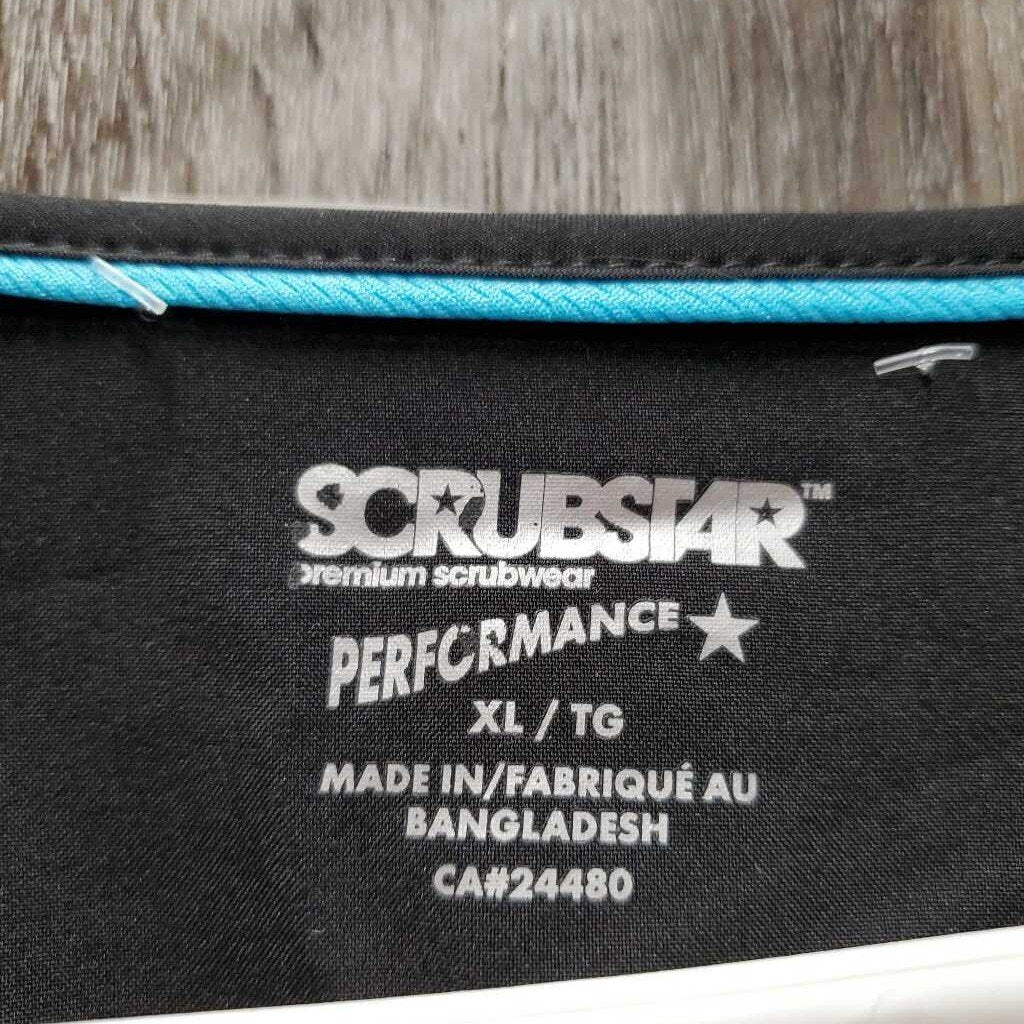 SCRUBSTAR™
premium scrubwear
PERFORMANCE
XL / TG
MADE IN/FABRIQUÉ AU
BANGLADESH
CA#24480